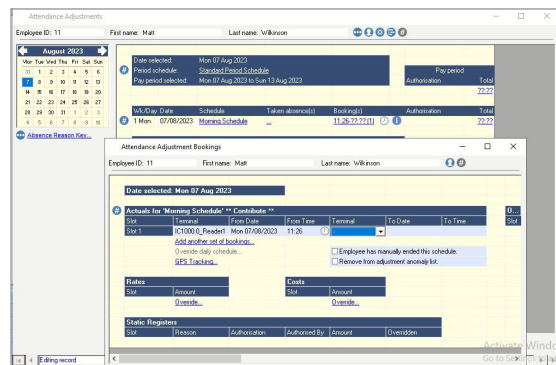 Attendance Adjustments
Employee ID: 11 First name: Matt Last name: Wilkinson
August 2023
Mon Tue Wed Thu Fri Sat Sun
31 1 2 3 4 5 6
7 8 9 10 11 12 13
14 15 16 17 18 19 20
21 22 23 24 25 26 27
28 29 30 31 1 2 3
4 5 6 7 8 9 10
Absence Reason Key...
Date selected: Mon 07 Aug 2023
Period schedule: Standard Period Schedule
Pay period selected: Mon 07 Aug 2023 to Sun 13 Aug 2023
Pay period
Authorisation Total
??:??
Wk/Day Date Schedule Taken absence(s) Booking(s) Authorisation Total
1 Mon 07/08/2023 Morning Schedule ... 11:26-??:?? [1] ??:??
Attendance Adjustment Bookings
Employee ID: 11 First name: Matt Last name: Wilkinson
Date selected: Mon 07 Aug 2023
Actuals for 'Morning Schedule' ** Contribute ** O...
Slot Terminal From Date From Time Terminal To Date To Time Slot
Slot 1 IC1000:0_Reader1 Mon 07/08/2023 11:26
Add another set of bookings...
Override daily schedule...
GPS Tracking...
Employee has manually ended this schedule.
Remove from adjustment anomaly list.
Rates Costs
Slot Amount Slot Amount
Override... Override...
Static Registers
Slot Reason Authorisation Authorised By Amount Overridden
Activate Windo
Go to Settings to a
Editing record